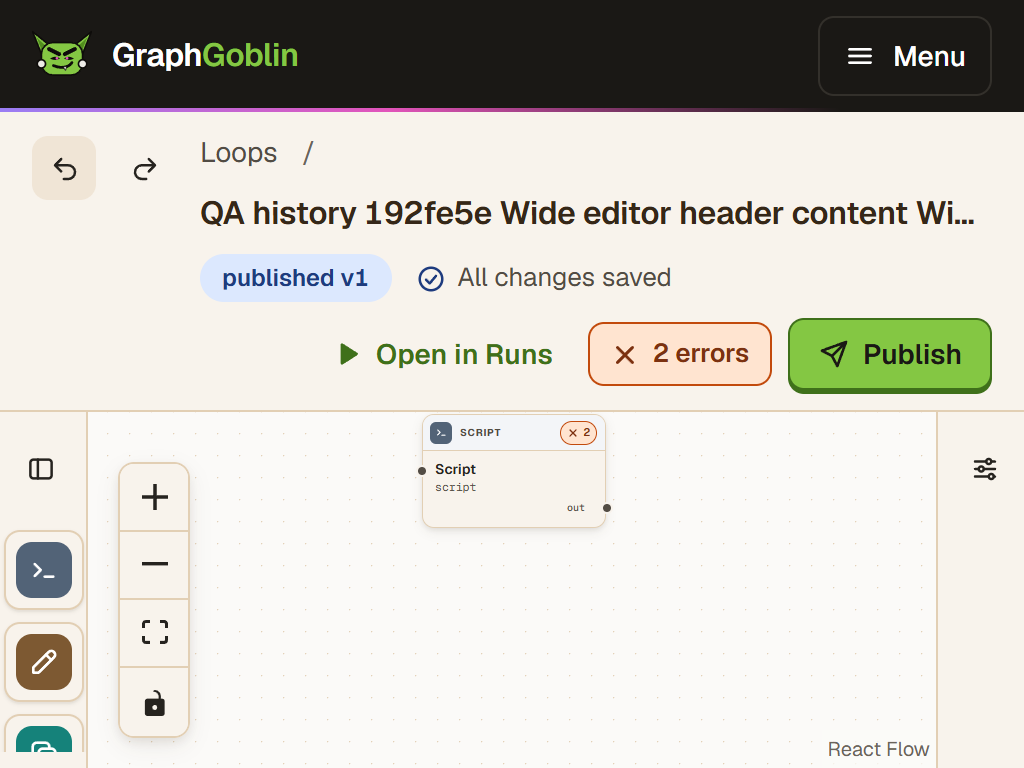 GraphGoblin
Menu
Loops /
QA history 192fe5e Wide editor header content Wi...
published v1
All changes saved
Open in Runs
2 errors
Publish
SCRIPT
2
Script
script
out
React Flow